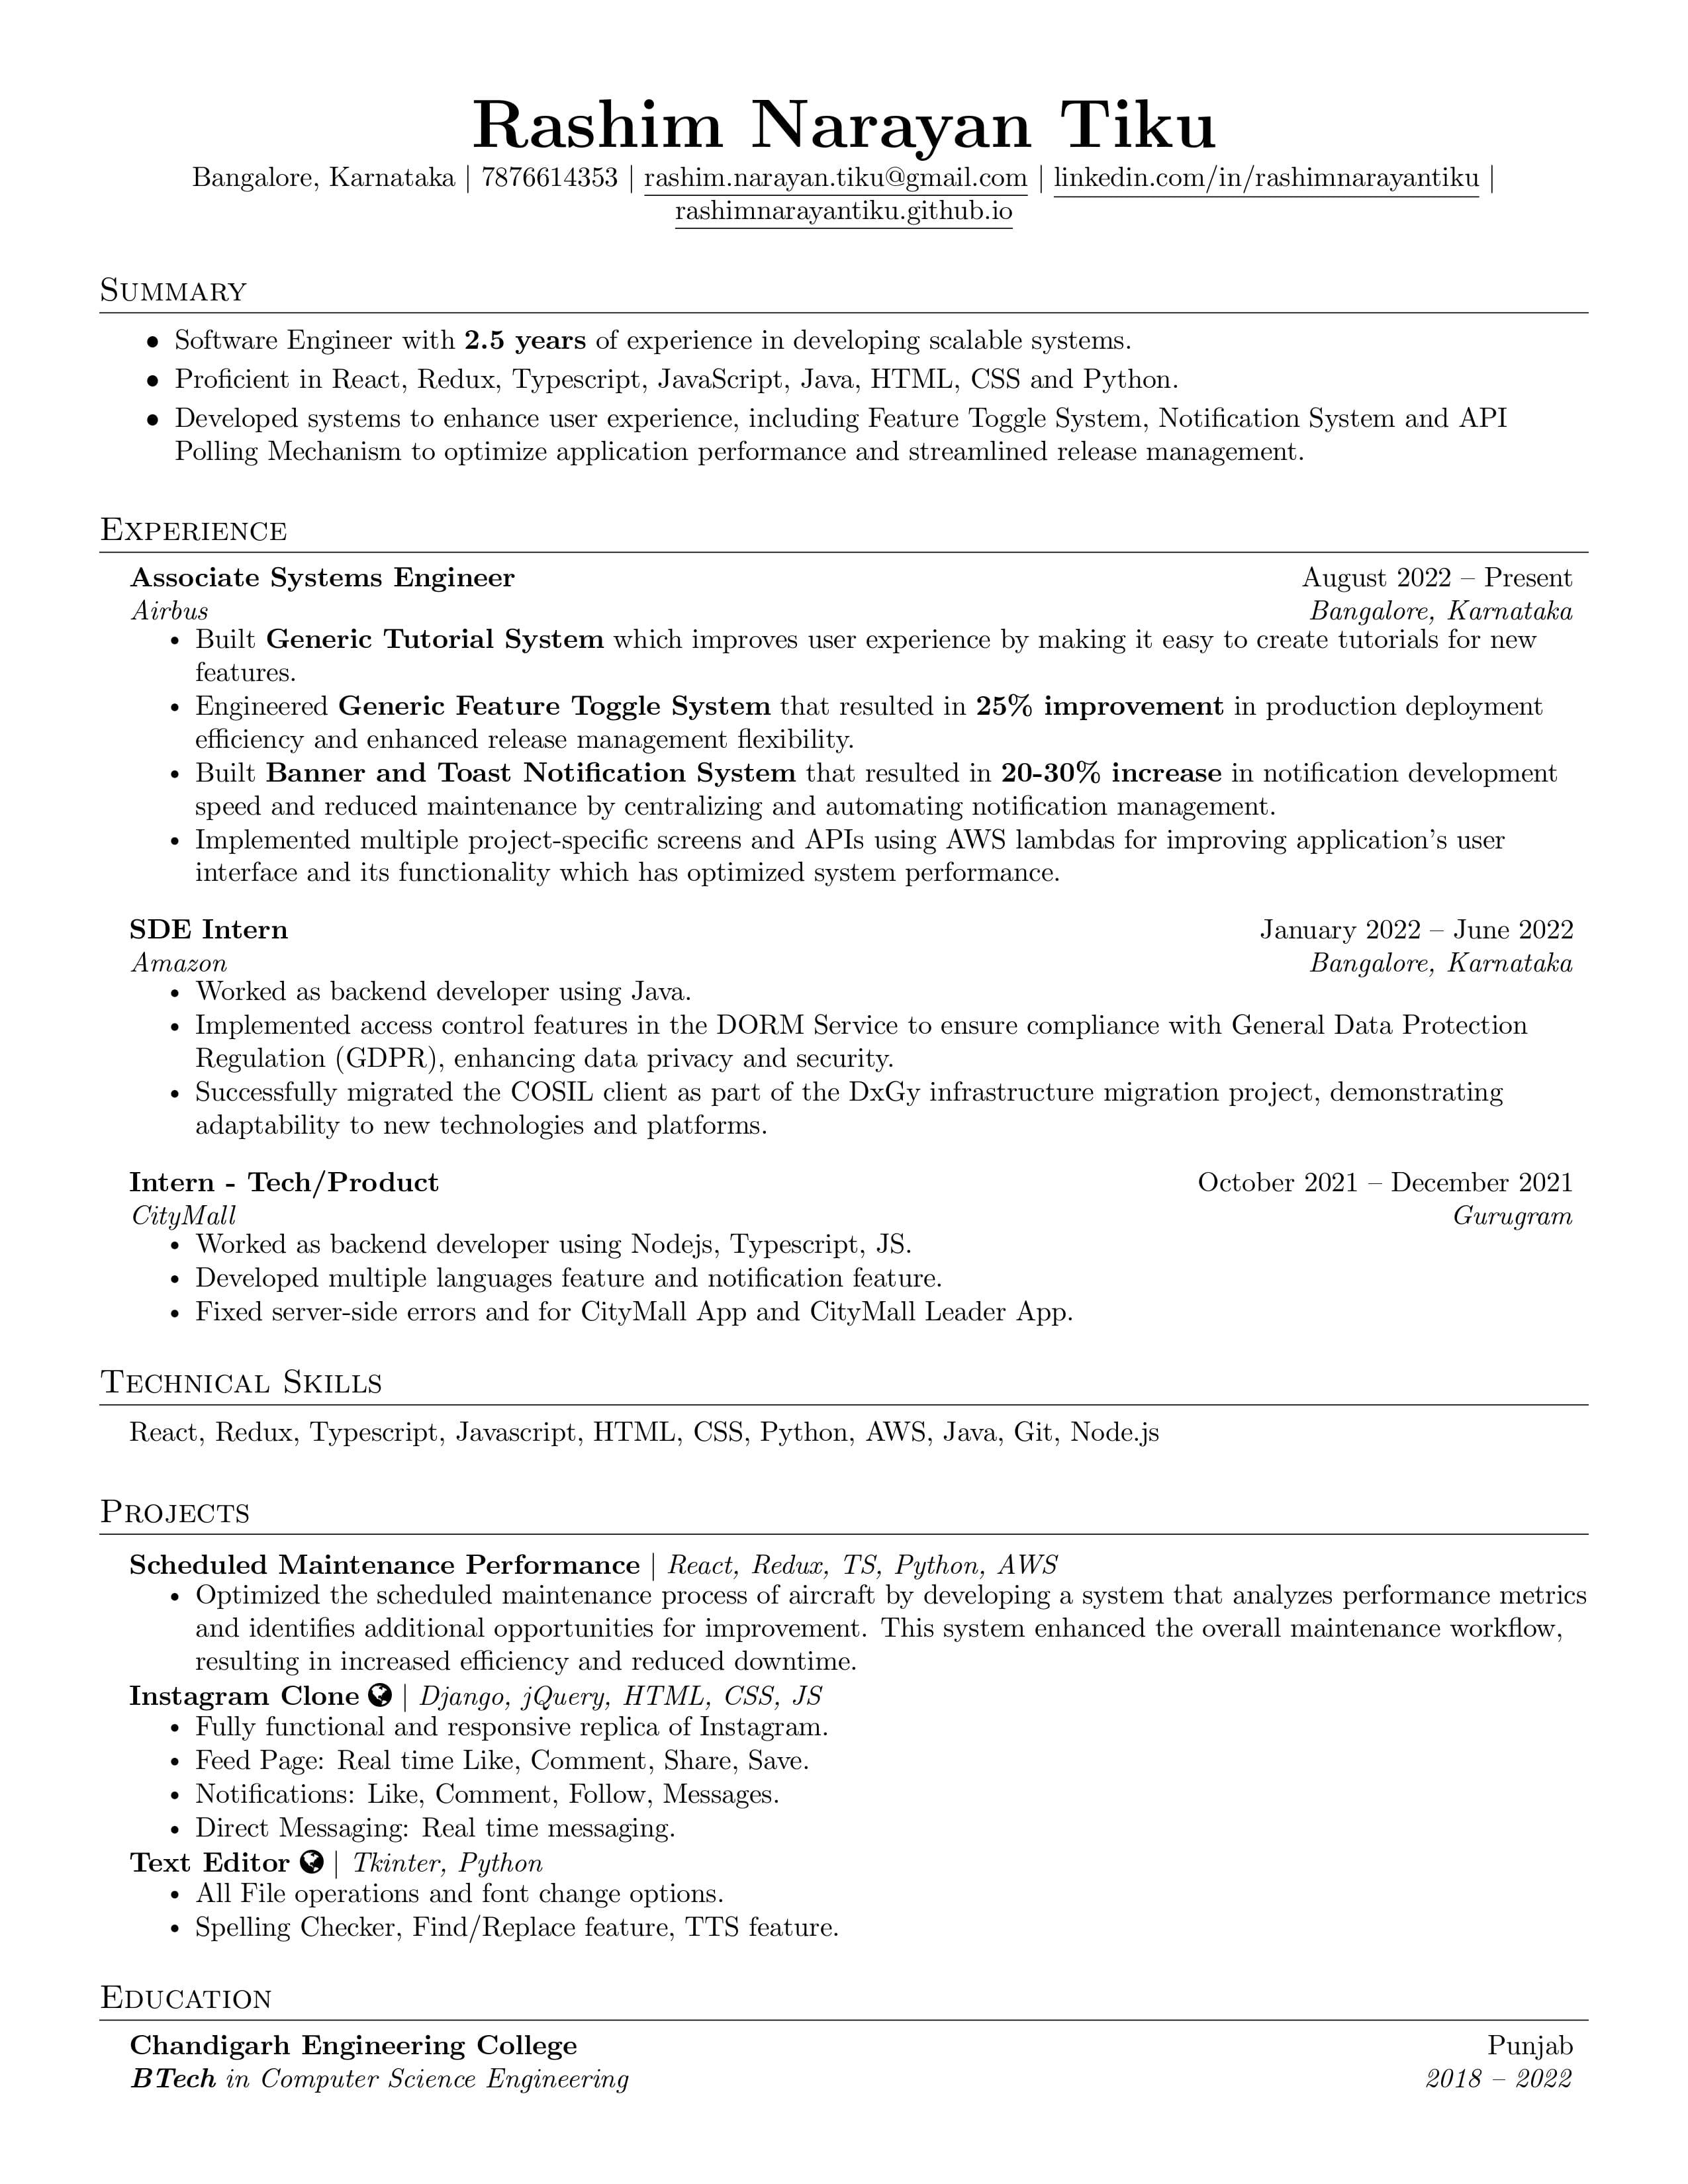 Rashim Narayan Tiku
Bangalore, Karnataka | 7876614353 | rashim.narayan.tiku@gmail.com | linkedin.com/in/rashimnarayantiku |
rashimnarayantiku.github.io
Summary
• Software Engineer with 2.5 years of experience in developing scalable systems.
• Proficient in React, Redux, Typescript, JavaScript, Java, HTML, CSS and Python.
• Developed systems to enhance user experience, including Feature Toggle System, Notification System and API
Polling Mechanism to optimize application performance and streamlined release management.
Experience
Associate Systems Engineer August 2022 – Present
Airbus Bangalore, Karnataka
• Built Generic Tutorial System which improves user experience by making it easy to create tutorials for new
features.
• Engineered Generic Feature Toggle System that resulted in 25% improvement in production deployment
efficiency and enhanced release management flexibility.
• Built Banner and Toast Notification System that resulted in 20-30% increase in notification development
speed and reduced maintenance by centralizing and automating notification management.
• Implemented multiple project-specific screens and APIs using AWS lambdas for improving application's user
interface and its functionality which has optimized system performance.
SDE Intern January 2022 – June 2022
Amazon Bangalore, Karnataka
• Worked as backend developer using Java.
• Implemented access control features in the DORM Service to ensure compliance with General Data Protection
Regulation (GDPR), enhancing data privacy and security.
• Successfully migrated the COSIL client as part of the DxGy infrastructure migration project, demonstrating
adaptability to new technologies and platforms.
Intern - Tech/Product October 2021 – December 2021
CityMall Gurugram
• Worked as backend developer using Nodejs, Typescript, JS.
• Developed multiple languages feature and notification feature.
• Fixed server-side errors and for CityMall App and CityMall Leader App.
Technical Skills
React, Redux, Typescript, Javascript, HTML, CSS, Python, AWS, Java, Git, Node.js
Projects
Scheduled Maintenance Performance | React, Redux, TS, Python, AWS
• Optimized the scheduled maintenance process of aircraft by developing a system that analyzes performance metrics
and identifies additional opportunities for improvement. This system enhanced the overall maintenance workflow,
resulting in increased efficiency and reduced downtime.
Instagram Clone | Django, jQuery, HTML, CSS, JS
• Fully functional and responsive replica of Instagram.
• Feed Page: Real time Like, Comment, Share, Save.
• Notifications: Like, Comment, Follow, Messages.
• Direct Messaging: Real time messaging.
Text Editor | Tkinter, Python
• All File operations and font change options.
• Spelling Checker, Find/Replace feature, TTS feature.
Education
Chandigarh Engineering College Punjab
BTech in Computer Science Engineering 2018 – 2022